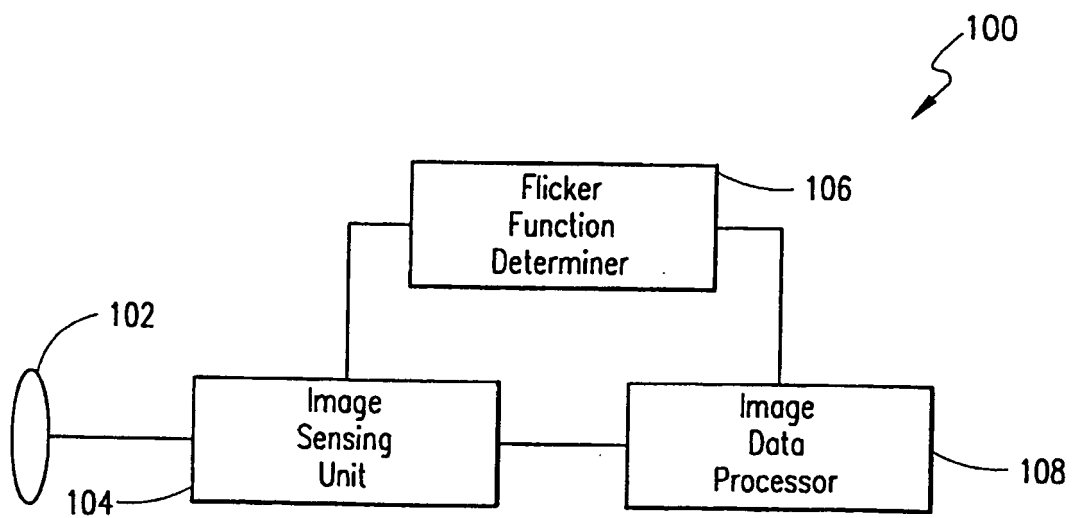 100
Flicker
Function
Determiner
106
102
Image
Sensing
Unit
104
Image
Data
Processor
108